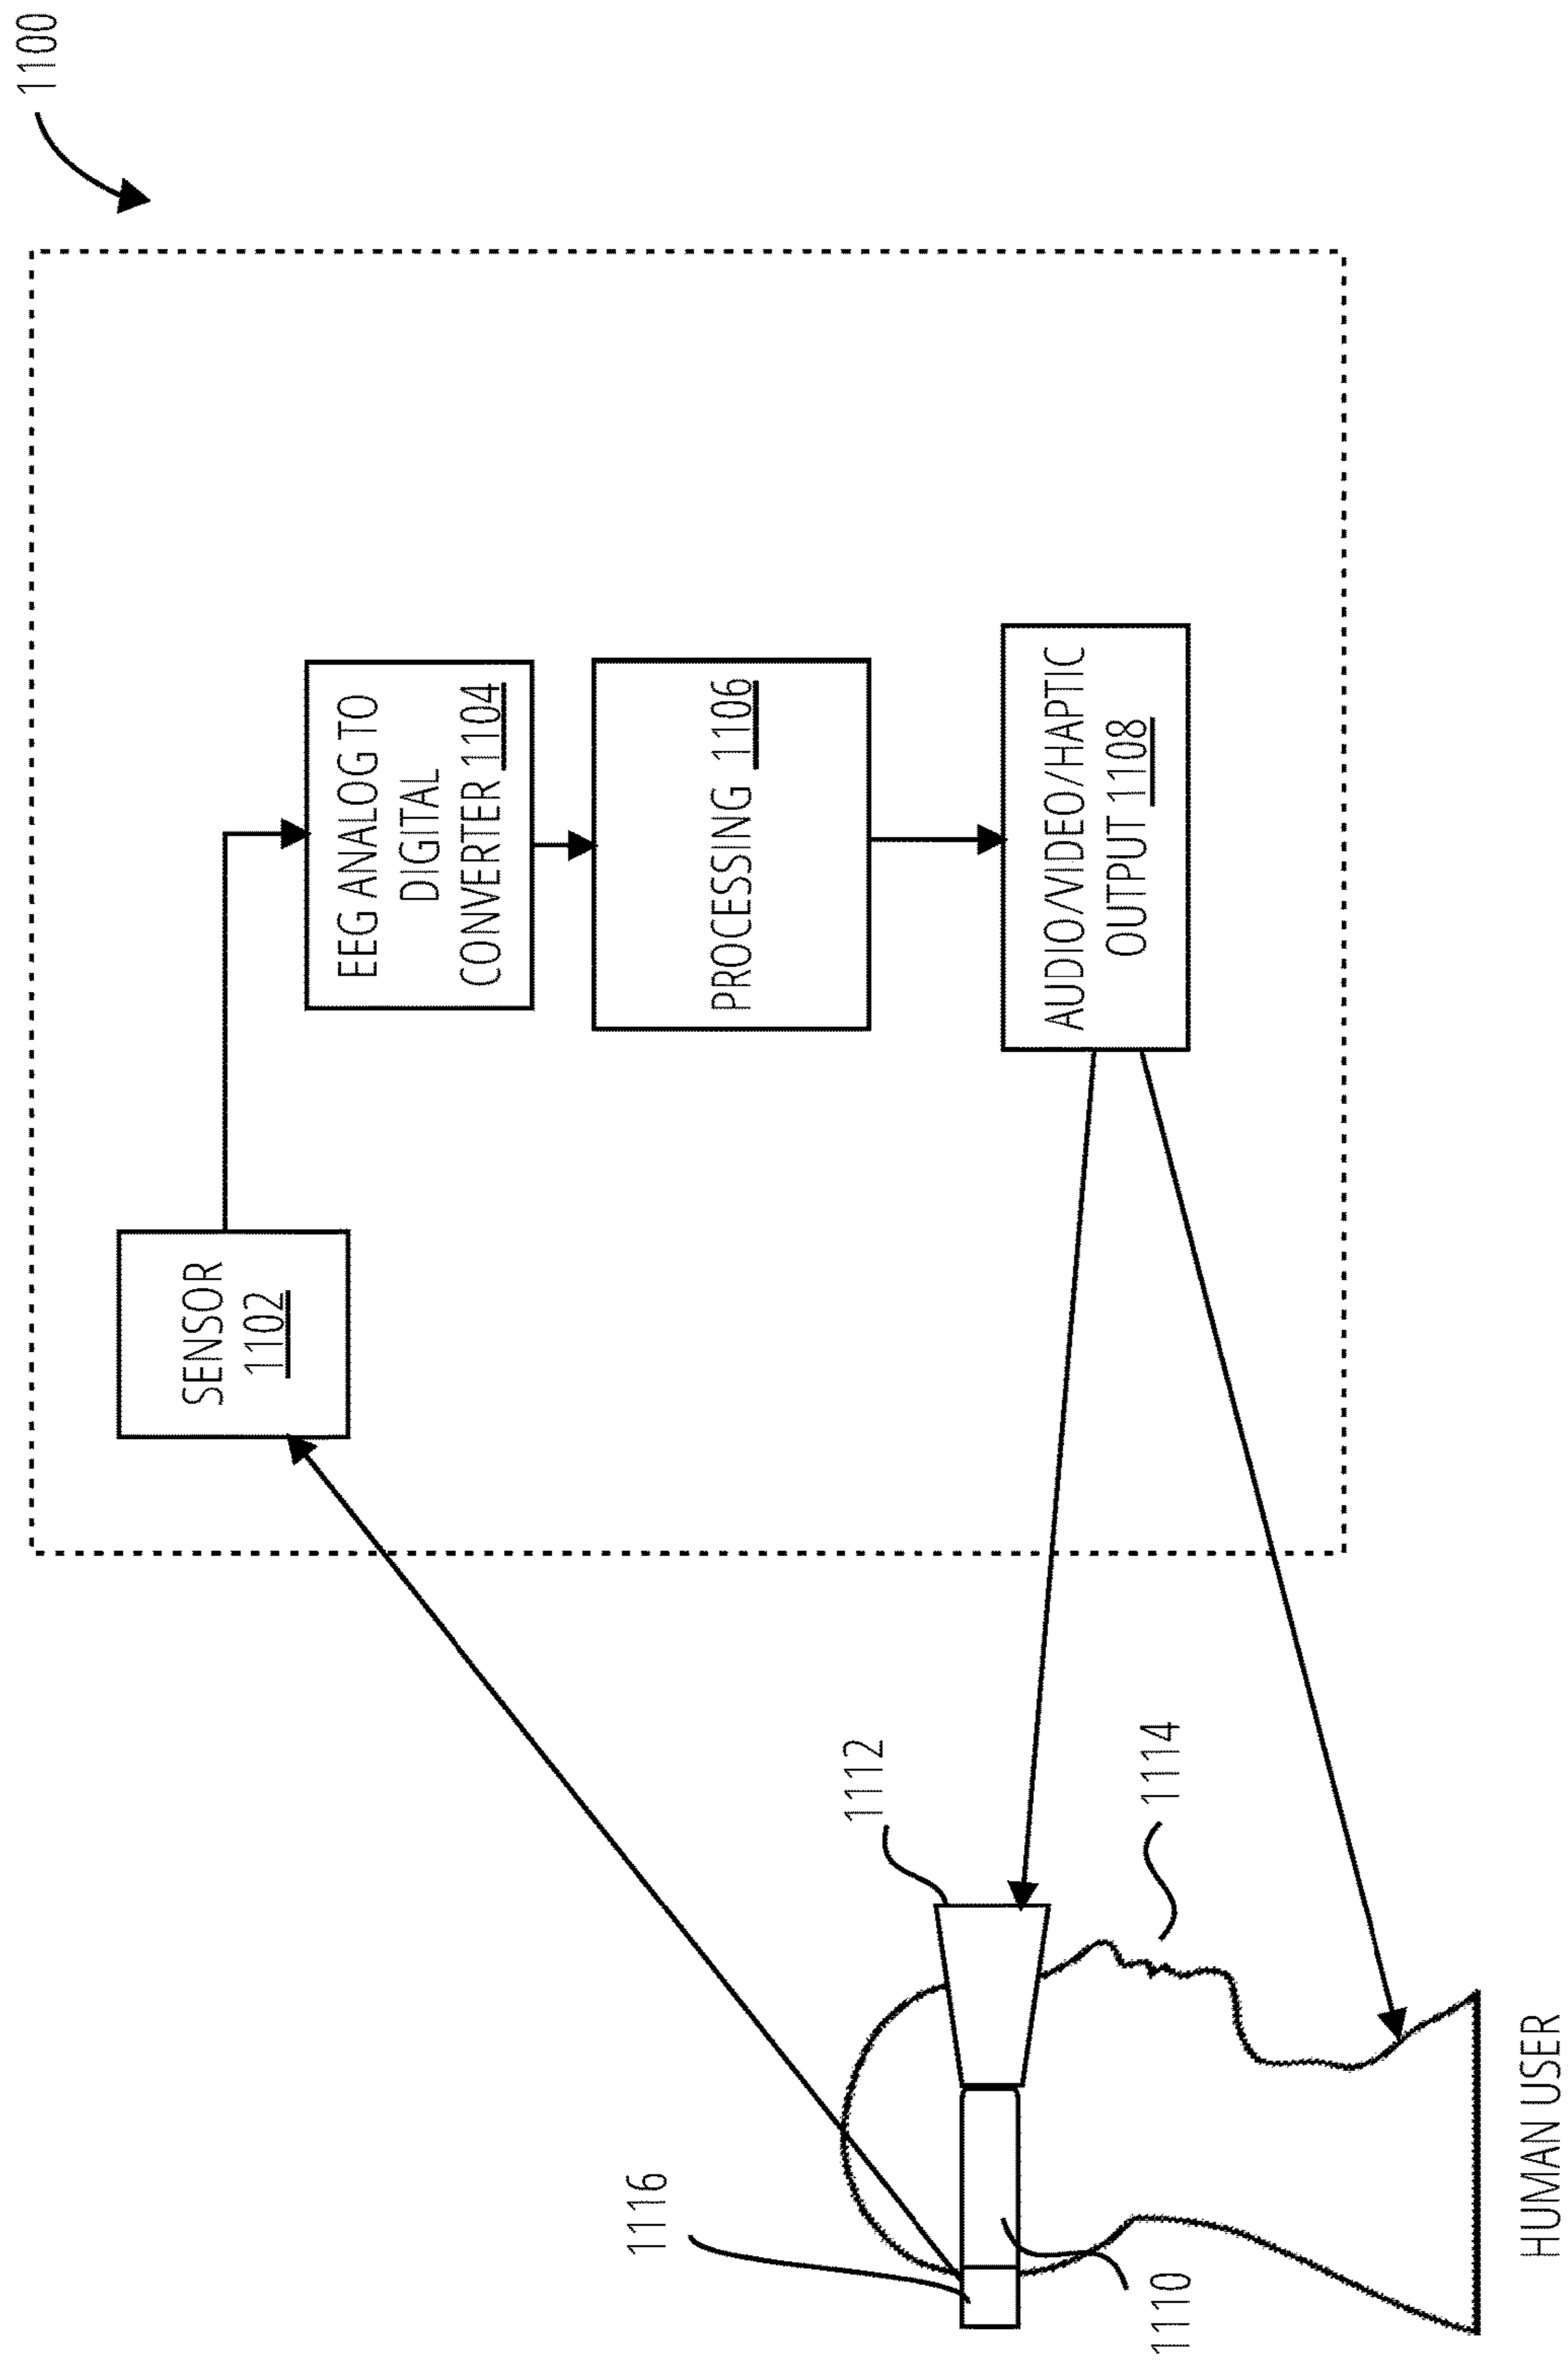 1100
SENSOR
1102
EEG ANALOG TO
DIGITAL
CONVERTER 1104
PROCESSING 1106
AUDIO/VIDEO/HAPTIC
OUTPUT 1108
1116
1112
1114
1110
HUMAN USER